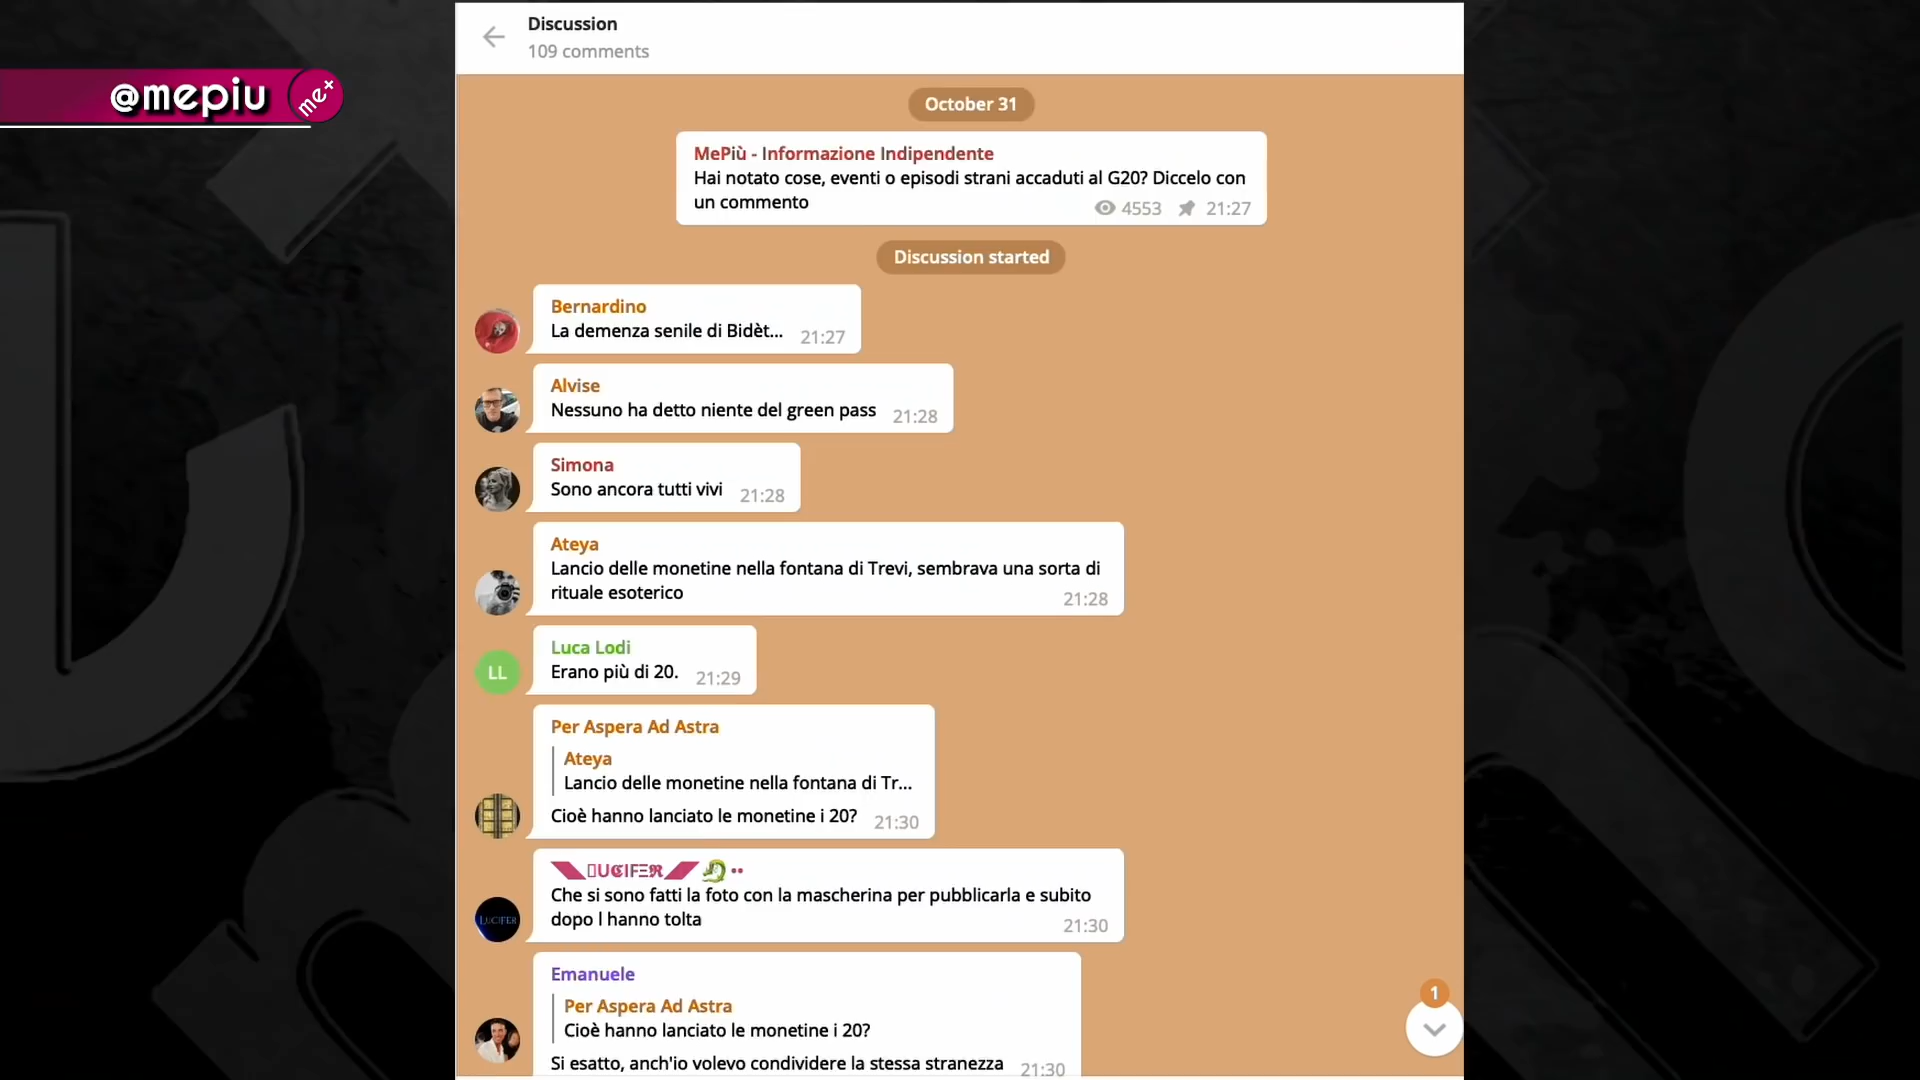 Discussion
109 comments
@mepiu
me+
October 31
MePiù - Informazione Indipendente
Hai notato cose, eventi o episodi strani accaduti al G20? Diccelo con
un commento
4553 21:27
Discussion started
Bernardino
La demenza senile di Bidèt... 21:27
Alvise
Nessuno ha detto niente del green pass 21:28
Simona
Sono ancora tutti vivi 21:28
Ateya
Lancio delle monetine nella fontana di Trevi, sembrava una sorta di
rituale esoterico 21:28
LL
Luca Lodi
Erano più di 20. 21:29
Per Aspera Ad Astra
Ateya
Lancio delle monetine nella fontana di Tr...
Cioè hanno lanciato le monetine i 20? 21:30
LUCIFER
Che si sono fatti la foto con la mascherina per pubblicarla e subito
dopo l hanno tolta 21:30
Emanuele
Per Aspera Ad Astra
Cioè hanno lanciato le monetine i 20?
Si esatto, anch'io volevo condividere la stessa stranezza 21:30
1